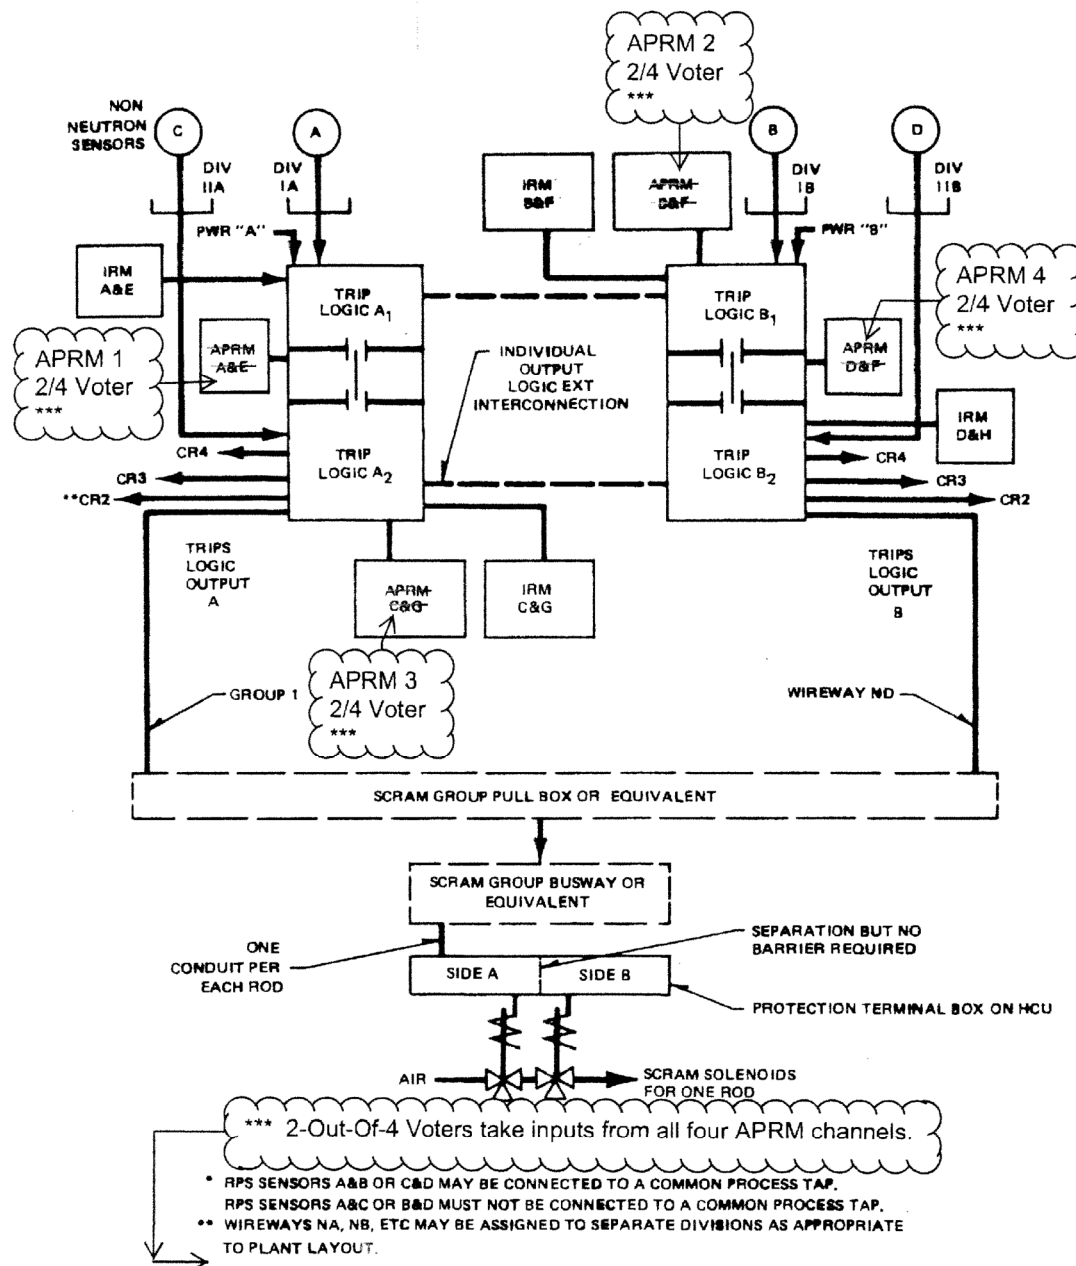 APRM 2
2/4 Voter
***
NON
NEUTRON
SENSORS
C
A
B
D
DIV
IIA
DIV
IA
DIV
IB
DIV
IIB
IRM
B&F
APRM
PWR "A"
PWR "B"
IRM
A&E
TRIP
LOGIC A1
TRIP
LOGIC B1
APRM 4
2/4 Voter
***
APRM 1
2/4 Voter
***
APRM
A&E
INDIVIDUAL
OUTPUT
LOGIC EXT
INTERCONNECTION
APRM
D&F
IRM
D&H
CR4
CR3
**CR2
TRIP
LOGIC A2
TRIP
LOGIC B2
CR4
CR3
CR2
TRIPS
LOGIC
OUTPUT
A
APRM
C&G
IRM
C&G
TRIPS
LOGIC
OUTPUT
B
APRM 3
2/4 Voter
***
GROUP 1
WIREWAY ND
SCRAM GROUP PULL BOX OR EQUIVALENT
SCRAM GROUP BUSWAY OR
EQUIVALENT
ONE
CONDUIT PER
EACH ROD
SEPARATION BUT NO
BARRIER REQUIRED
SIDE A
SIDE B
PROTECTION TERMINAL BOX ON HCU
AIR
SCRAM SOLENOIDS
FOR ONE ROD
*** 2-Out-Of-4 Voters take inputs from all four APRM channels.
* RPS SENSORS A&B OR C&D MAY BE CONNECTED TO A COMMON PROCESS TAP.
RPS SENSORS A&C OR B&D MUST NOT BE CONNECTED TO A COMMON PROCESS TAP.
** WIREWAYS NA, NB, ETC MAY BE ASSIGNED TO SEPARATE DIVISIONS AS APPROPRIATE
TO PLANT LAYOUT.